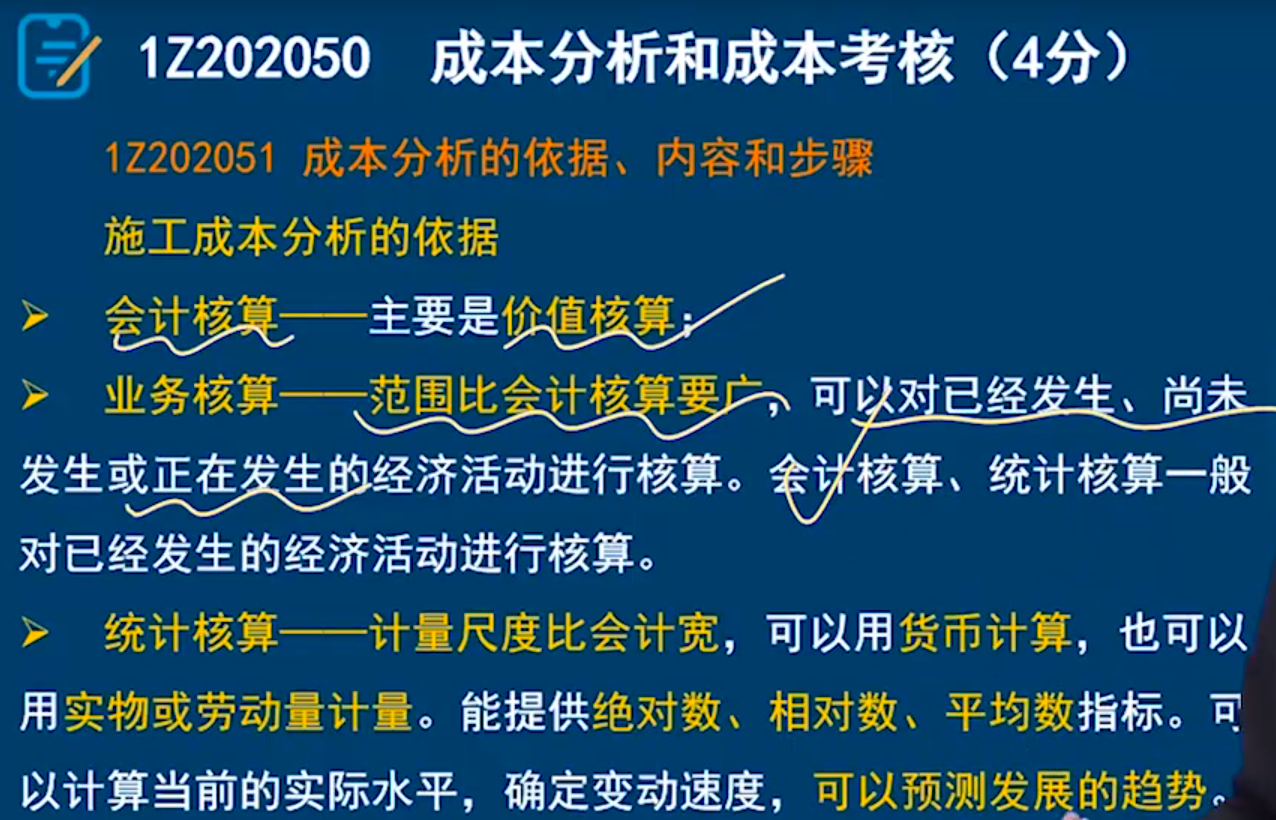 1Z202050 成本分析和成本考核（4分）
1Z202051 成本分析的依据、内容和步骤
施工成本分析的依据
会计核算——主要是价值核算；
业务核算——范围比会计核算要广，可以对已经发生、尚未
发生或正在发生的经济活动进行核算。会计核算、统计核算一般
对已经发生的经济活动进行核算。
统计核算——计量尺度比会计宽，可以用货币计算，也可以
用实物或劳动量计量。能提供绝对数、相对数、平均数指标。可
以计算当前的实际水平，确定变动速度，可以预测发展的趋势。